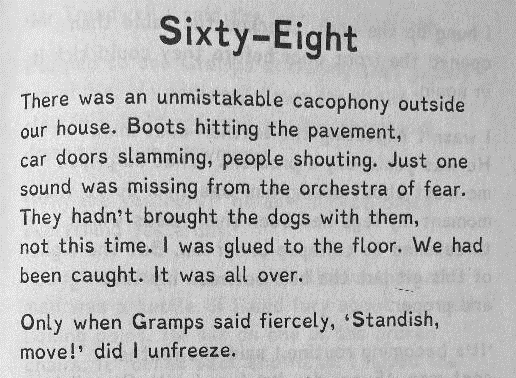 Sixty-Eight
There was an unmistakable cacophony outside
our house. Boots hitting the pavement,
car doors slamming, people shouting. Just one
sound was missing from the orchestra of fear.
They hadn't brought the dogs with them,
not this time. I was glued to the floor. We had
been caught. It was all over.
Only when Gramps said fiercely, ‘Standish,
move!’ did I unfreeze.